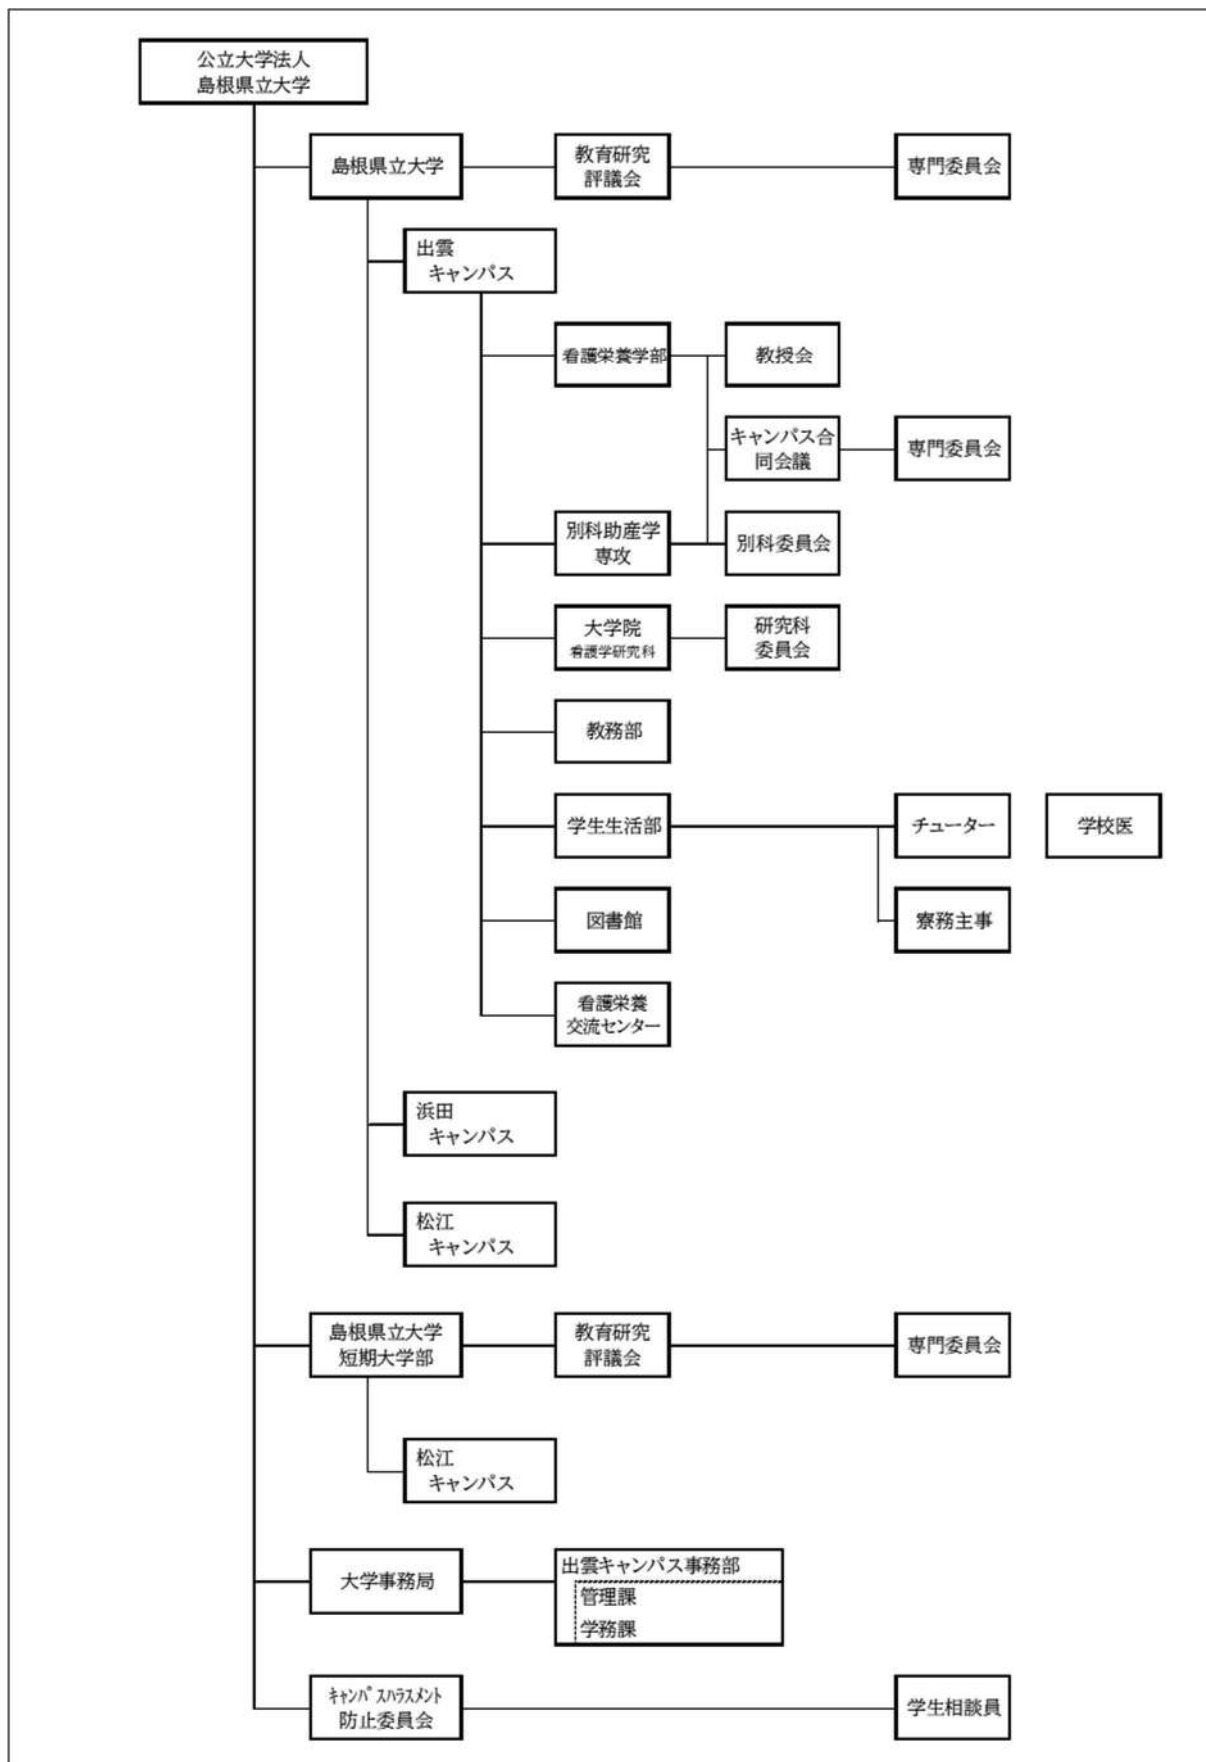 公立大学法人
島根県立大学
島根県立大学
教育研究
評議会
専門委員会
出雲
キャンパス
看護栄養学部
教授会
キャンパス合
同会議
専門委員会
別科助産学
専攻
別科委員会
大学院
看護学研究科
研究科
委員会
教務部
学生生活部
チューター
学校医
図書館
寮務主事
看護栄養
交流センター
浜田
キャンパス
松江
キャンパス
島根県立大学
短期大学部
教育研究
評議会
専門委員会
松江
キャンパス
大学事務局
出雲キャンパス事務部
管理課
学務課
ｷｬﾝﾊﾟｽﾊﾗｽﾒﾝﾄ
防止委員会
学生相談員